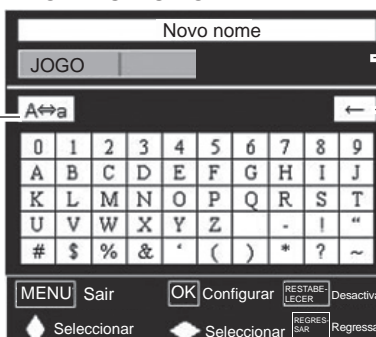 Novo nome
JOGO
A⇔a ←
0 1 2 3 4 5 6 7 8 9
A B C D E F G H I J
K L M N O P Q R S T
U V W X Y Z - ! “
# $ % & ‘ ( ) * ? ~
MENU Sair OK Configurar RESTABE-
LECER Desactiva
Seleccionar Seleccionar REGRES-
SAR Regressa